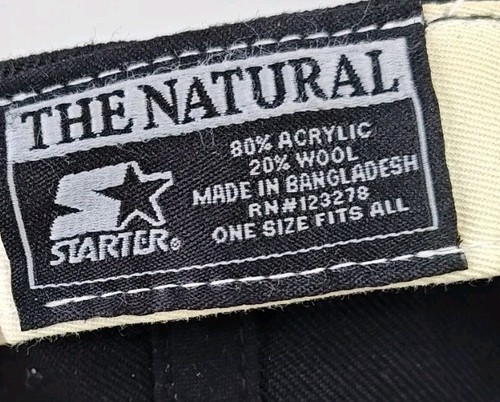 THE NATURAL
STARTER®
80% ACRYLIC
20% WOOL
MADE IN BANGLADESH
RN#123278
ONE SIZE FITS ALL